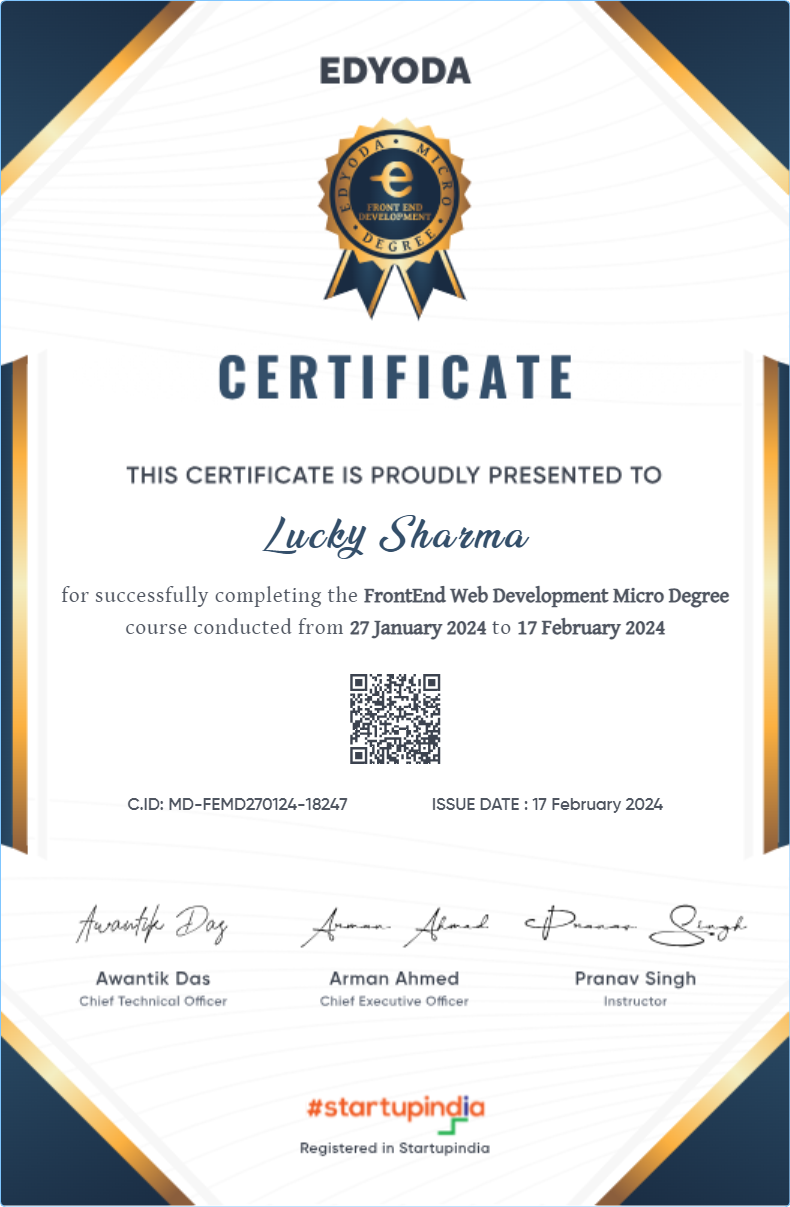 EDYODA
EDYODA • MICRO • DEGREE •
e
FRONT END
DEVELOPMENT
CERTIFICATE
THIS CERTIFICATE IS PROUDLY PRESENTED TO
Lucky Sharma
for successfully completing the FrontEnd Web Development Micro Degree
course conducted from 27 January 2024 to 17 February 2024
C.ID: MD-FEMD270124-18247 ISSUE DATE : 17 February 2024
Awantik Das Arman Ahmed Pranav Singh
Awantik Das Arman Ahmed Pranav Singh
Chief Technical Officer Chief Executive Officer Instructor
#startupindia
Registered in Startupindia